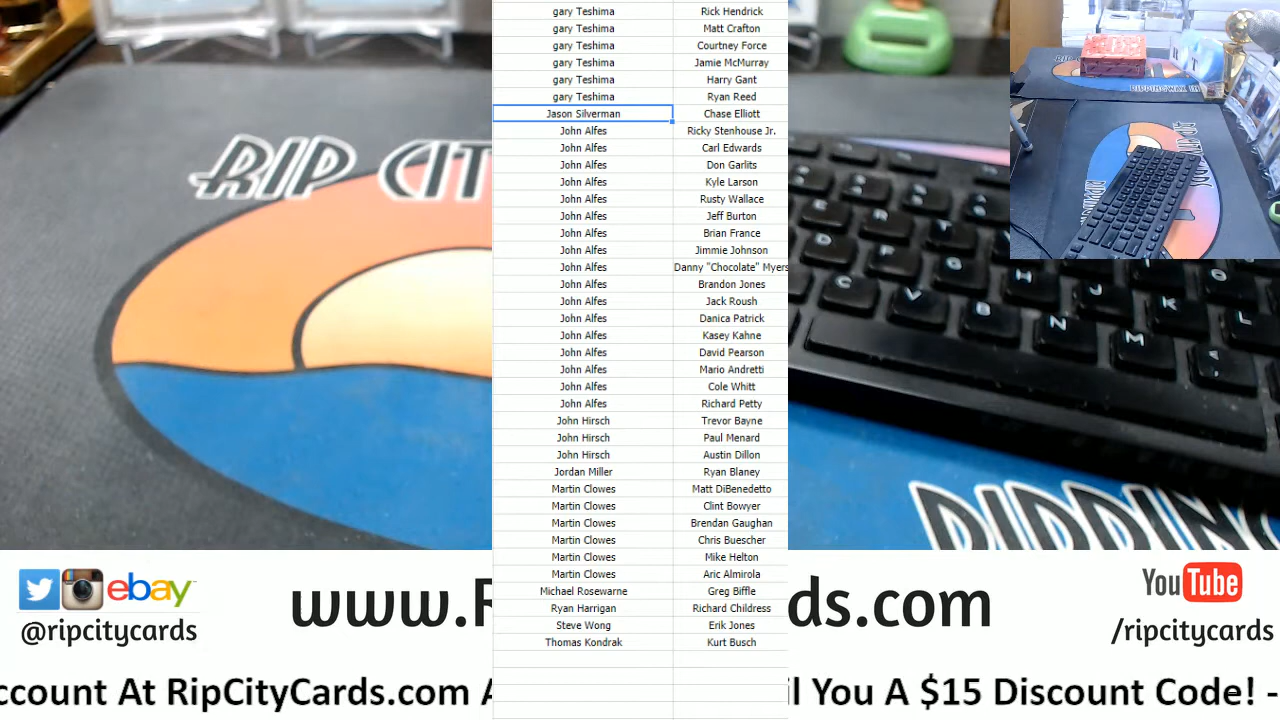 gary Teshima Rick Hendrick
gary Teshima Matt Crafton
gary Teshima Courtney Force
gary Teshima Jamie McMurray
gary Teshima Harry Gant
gary Teshima Ryan Reed
Jason Silverman Chase Elliott
John Alfes Ricky Stenhouse Jr.
John Alfes Carl Edwards
John Alfes Don Garlits
John Alfes Kyle Larson
John Alfes Rusty Wallace
John Alfes Jeff Burton
John Alfes Brian France
John Alfes Jimmie Johnson
John Alfes Danny "Chocolate" Myers
John Alfes Brandon Jones
John Alfes Jack Roush
John Alfes Danica Patrick
John Alfes Kasey Kahne
John Alfes David Pearson
John Alfes Mario Andretti
John Alfes Cole Whitt
John Alfes Richard Petty
John Hirsch Trevor Bayne
John Hirsch Paul Menard
John Hirsch Austin Dillon
Jordan Miller Ryan Blaney
Martin Clowes Matt DiBenedetto
Martin Clowes Clint Bowyer
Martin Clowes Brendan Gaughan
Martin Clowes Chris Buescher
Martin Clowes Mike Helton
Martin Clowes Aric Almirola
Michael Rosewarne Greg Biffle
Ryan Harrigan Richard Childress
Steve Wong Erik Jones
Thomas Kondrak Kurt Busch
RIP CIT
RIPPING
E R T
D F G H J K L
C V B N M
ebay
@ripcitycards
www.R
ds.com
YouTube
/ripcitycards
ccount At RipCityCards.com A
il You A $15 Discount Code! -